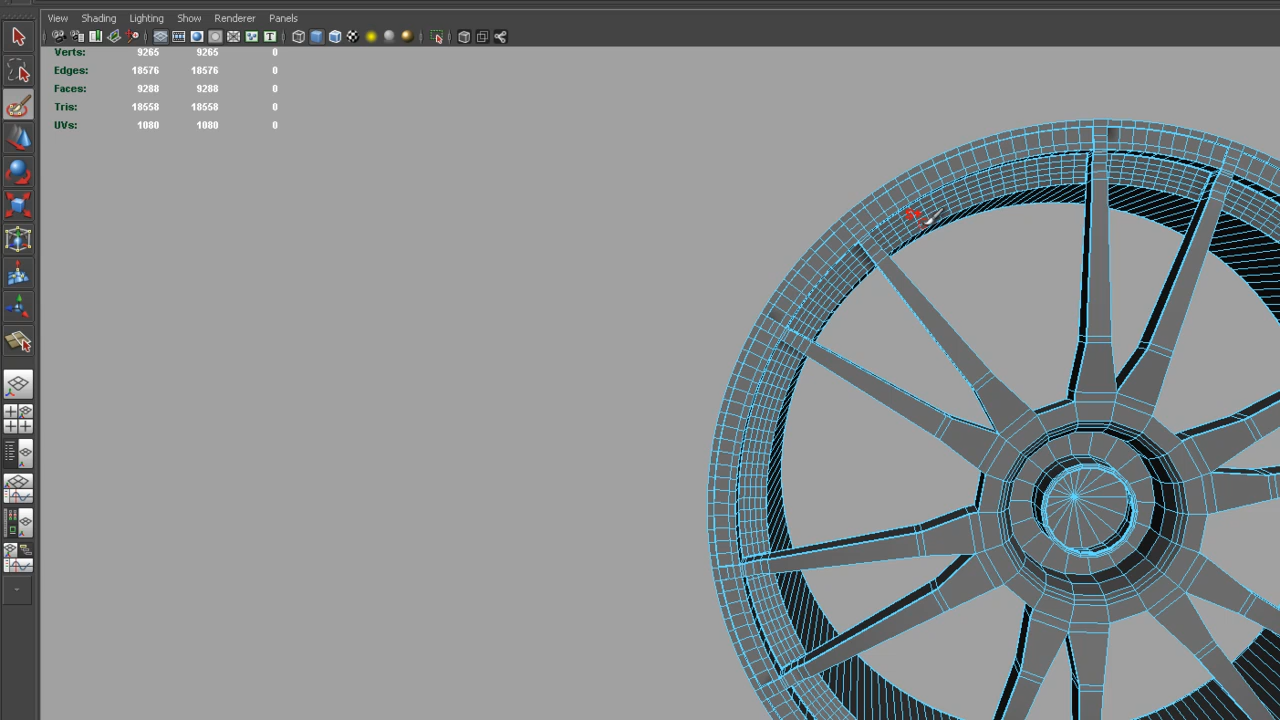 View Shading Lighting Show Renderer Panels
Verts: 9265 9265 0
Edges: 18576 18576 0
Faces: 9288 9288 0
Tris: 18558 18558 0
UVs: 1080 1080 0